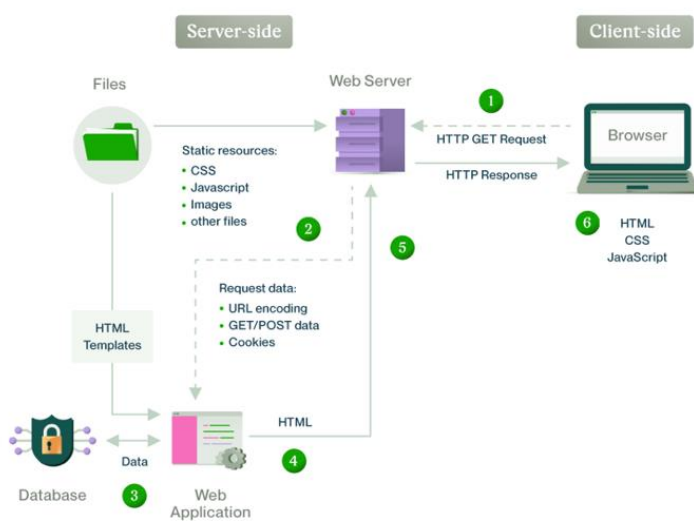 Server-side
Client-side
Files
Web Server
1
Browser
HTTP GET Request
HTTP Response
Static resources:
• CSS
• Javascript
• Images
• other files
2
5
6
HTML
CSS
JavaScript
Request data:
• URL encoding
• GET/POST data
• Cookies
HTML
Templates
HTML
4
Data
3
Database
Web
Application